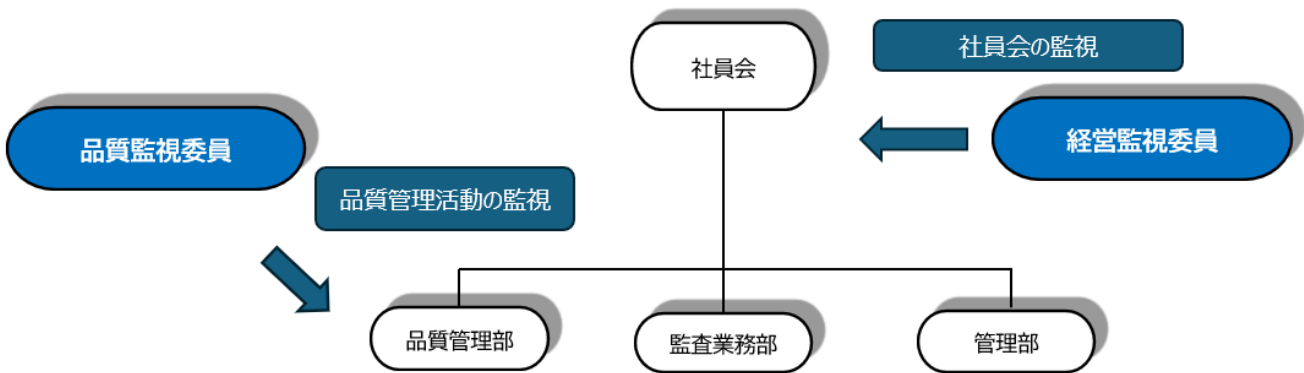 社員会
社員会の監視
品質監視委員
経営監視委員
品質管理活動の監視
品質管理部
監査業務部
管理部